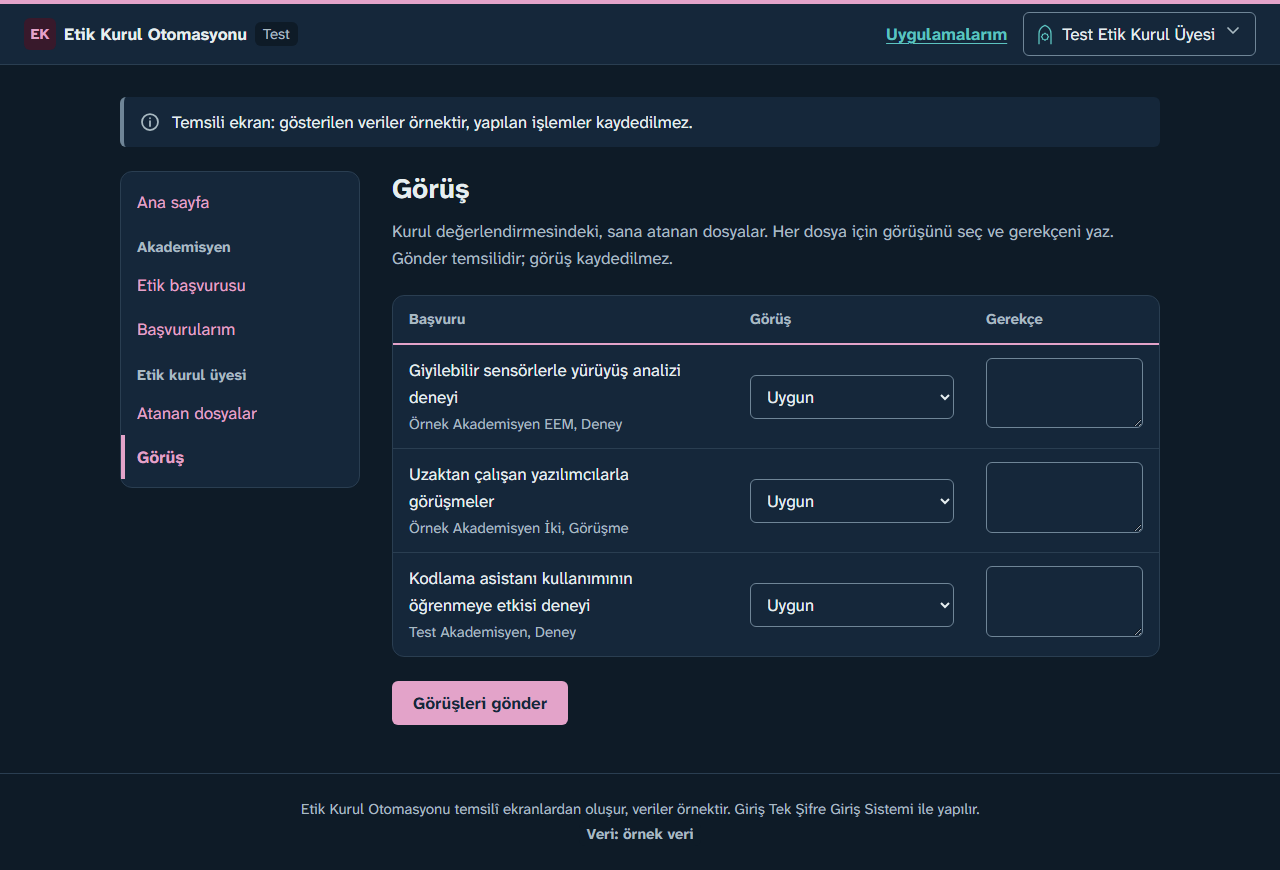 EK Etik Kurul Otomasyonu Test
Uygulamalarım
Test Etik Kurul Üyesi
Temsili ekran: gösterilen veriler örnektir, yapılan işlemler kaydedilmez.
Ana sayfa
Akademisyen
Etik başvurusu
Başvurularım
Etik kurul üyesi
Atanan dosyalar
Görüş
Görüş
Kurul değerlendirmesindeki, sana atanan dosyalar. Her dosya için görüşünü seç ve gerekçeni yaz.
Gönder temsilidir; görüş kaydedilmez.
Başvuru Görüş Gerekçe
Giyilebilir sensörlerle yürüyüş analizi
deneyi
Örnek Akademisyen EEM, Deney
Uygun
Uzaktan çalışan yazılımcılarla
görüşmeler
Örnek Akademisyen İki, Görüşme
Uygun
Kodlama asistanı kullanımının
öğrenmeye etkisi deneyi
Test Akademisyen, Deney
Uygun
Görüşleri gönder
Etik Kurul Otomasyonu temsilî ekranlardan oluşur, veriler örnektir. Giriş Tek Şifre Giriş Sistemi ile yapılır.
Veri: örnek veri